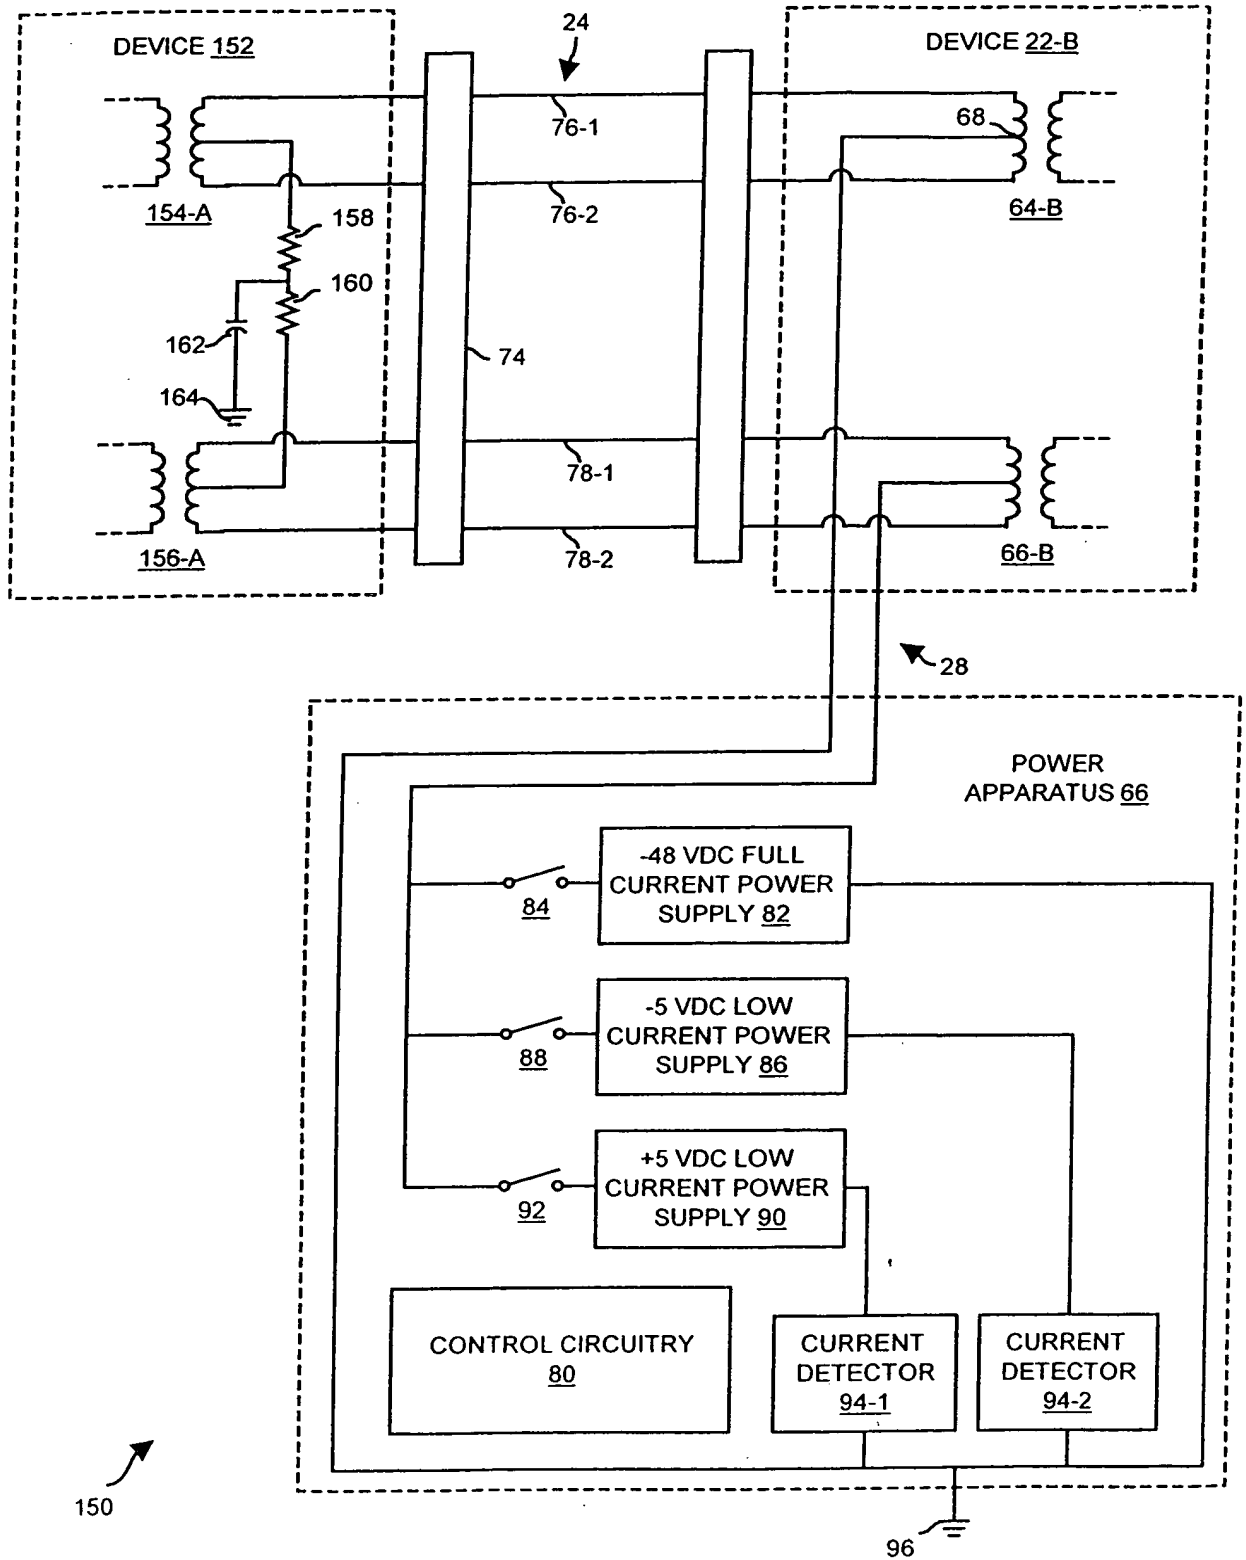 DEVICE 152
24
DEVICE 22-B
76-1
68
76-2
154-A
158
64-B
160
162
74
164
78-1
156-A
78-2
66-B
28
POWER
APPARATUS 66
-48 VDC FULL
CURRENT POWER
SUPPLY 82
84
-5 VDC LOW
CURRENT POWER
SUPPLY 86
88
+5 VDC LOW
CURRENT POWER
SUPPLY 90
92
CONTROL CIRCUITRY
80
CURRENT
DETECTOR
94-1
CURRENT
DETECTOR
94-2
150
96